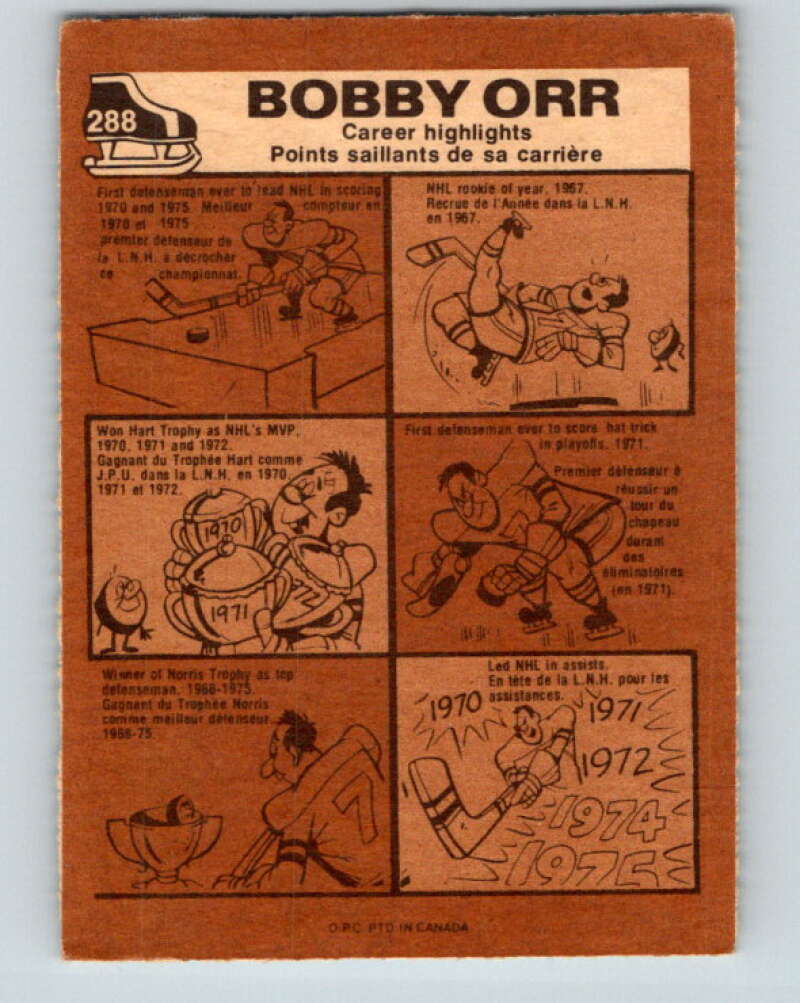 288
BOBBY ORR
Career highlights
Points saillants de sa carrière
First defenseman ever to lead NHL in scoring
1970 and 1975. Meilleur compteur en
1970 et 1975
premier défenseur de
la L.N.H. à décrocher
ce championnat.
NHL rookie of year, 1967.
Recrue de l'Année dans la L.N.H.
en 1967.
Won Hart Trophy as NHL's MVP,
1970, 1971 and 1972.
Gagnant du Trophée Hart comme
J.P.U. dans la L.N.H. en 1970,
1971 et 1972.
1970
1971
First defenseman ever to score hat trick
in playoffs, 1971.
Premier défenseur à
réussir un
tour du
chapeau
durant
des
éliminatoires
(en 1971).
Winner of Norris Trophy as top
defenseman, 1968-1975.
Gagnant du Trophée Norris
comme meilleur défenseur
1968-75.
7
Led NHL in assists.
En tête de la L.N.H. pour les
assistances.
1970
1971
1972
1974
1975
O.P.C. PTD IN CANADA